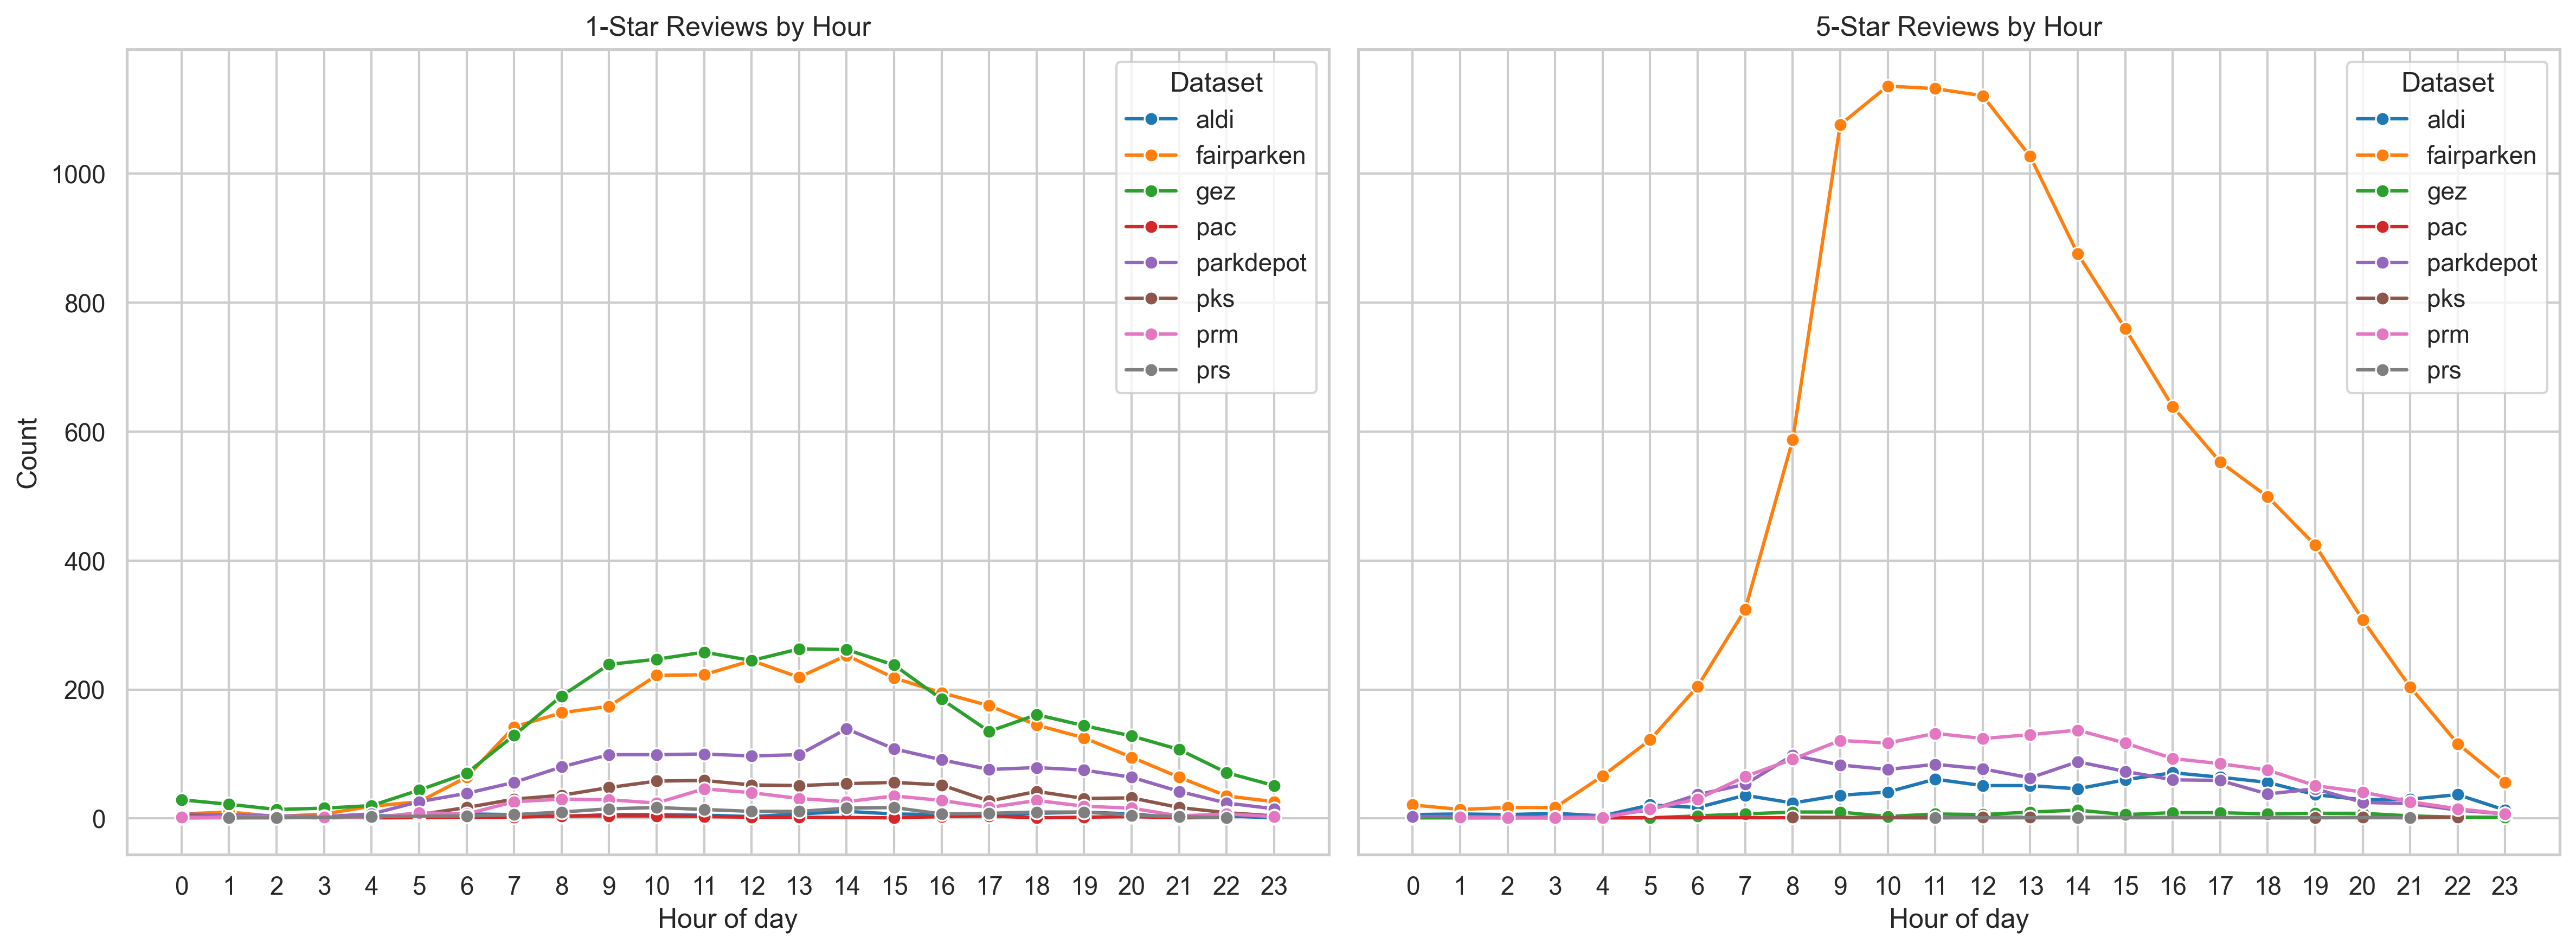 1-Star Reviews by Hour
Dataset
aldi
fairparken
gez
pac
parkdepot
pks
prm
prs
Count
1000
800
600
400
200
0
0 1 2 3 4 5 6 7 8 9 10 11 12 13 14 15 16 17 18 19 20 21 22 23
Hour of day
5-Star Reviews by Hour
Dataset
aldi
fairparken
gez
pac
parkdepot
pks
prm
prs
0 1 2 3 4 5 6 7 8 9 10 11 12 13 14 15 16 17 18 19 20 21 22 23
Hour of day